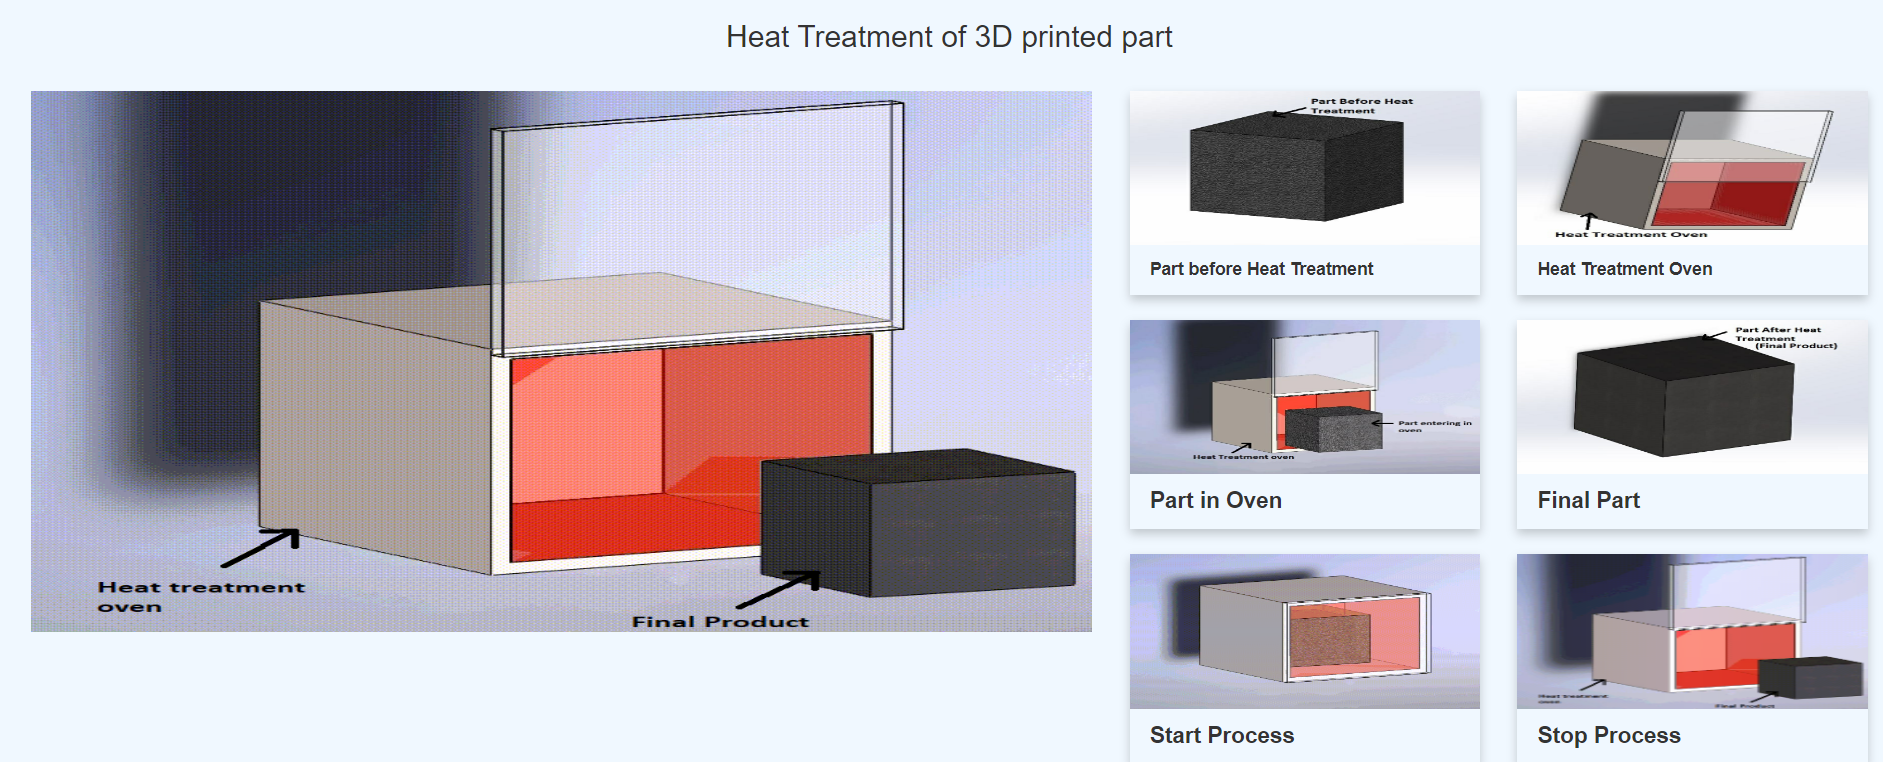 Heat Treatment of 3D printed part
Heat treatment
oven
Final Product
Part Before Heat
Treatment
Part before Heat Treatment
Heat Treatment Oven
Heat Treatment Oven
Part entering in
oven
Heat Treatment oven
Part in Oven
Part After Heat
Treatment
(Final Product)
Final Part
Start Process
Heat treatment
oven
Final Product
Stop Process